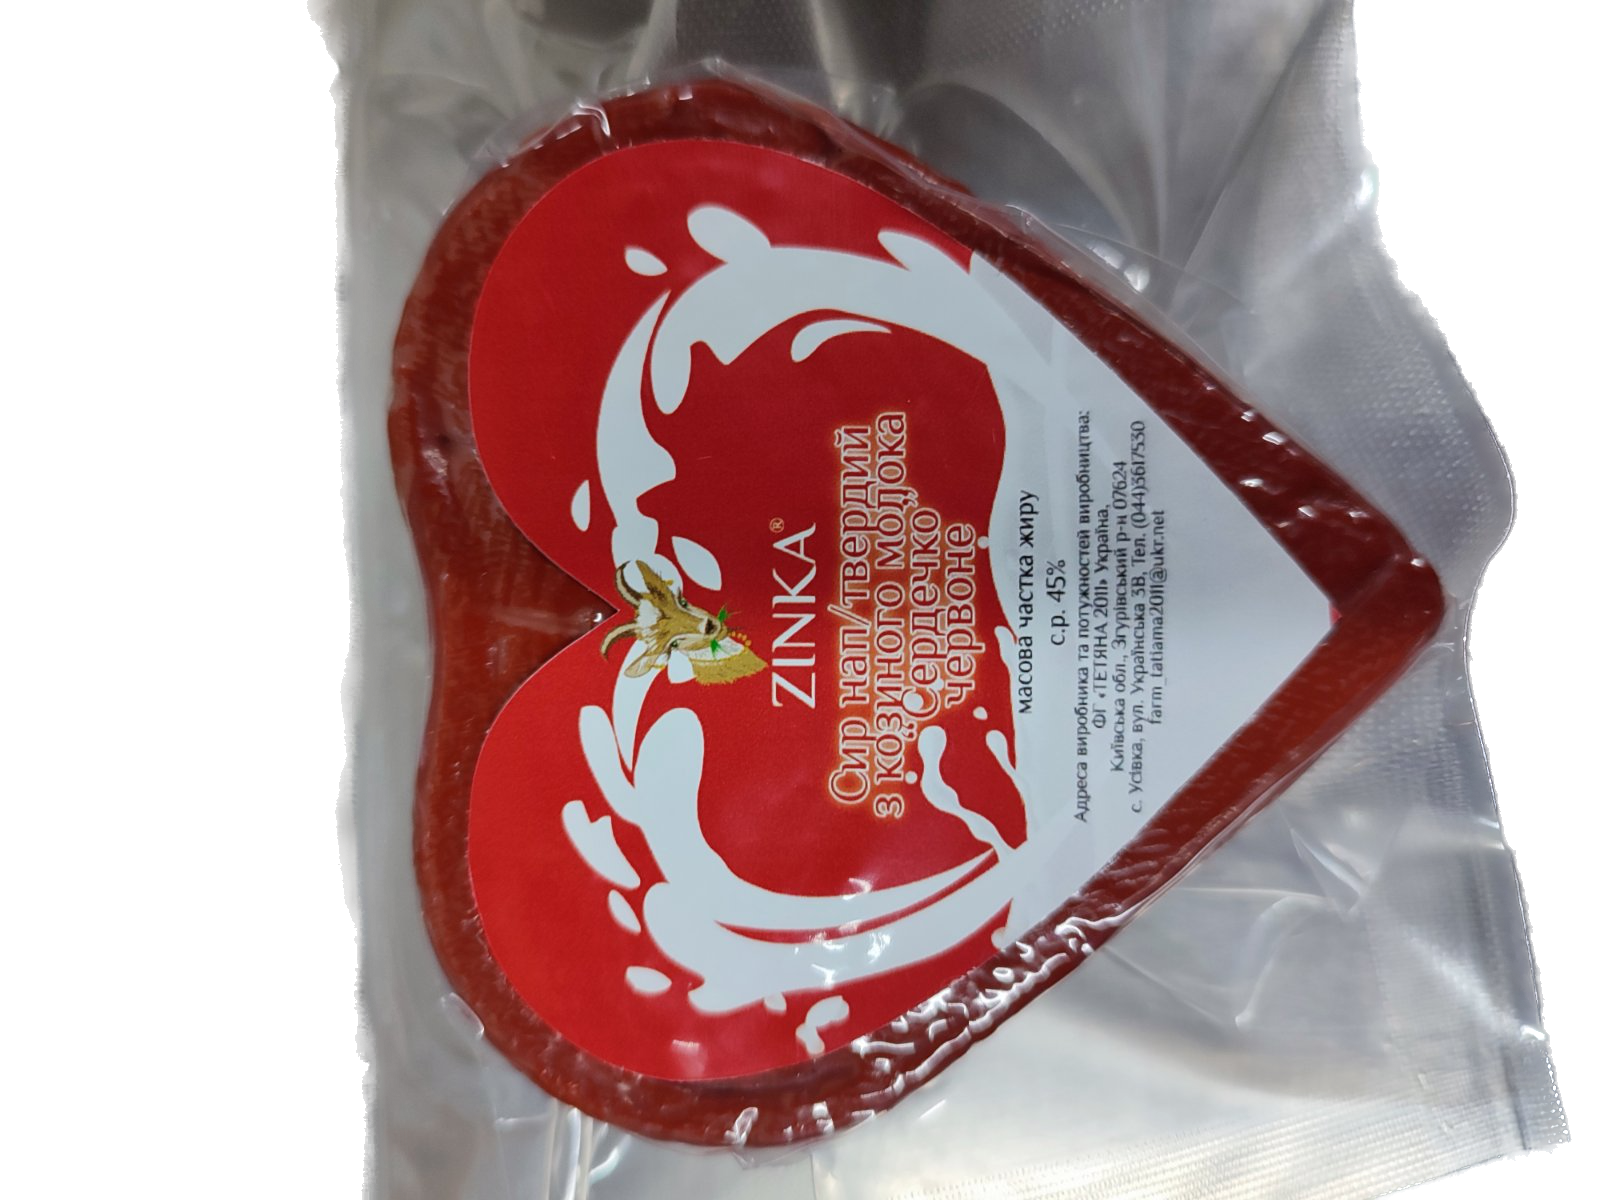 ZINKA®
Сир нап/твердий
з козиного молока
"Сердечко
червоне"
масова частка жиру
с.р. 45%
Адреса виробника та потужностей виробництва:
ФГ «ТЕТЯНА 2011» Україна,
Київська обл., Згурівський р-н 07624
с. Усівка, вул. Українська 3В, Тел. (044)3617530
farm_tatiama2011@ukr.net